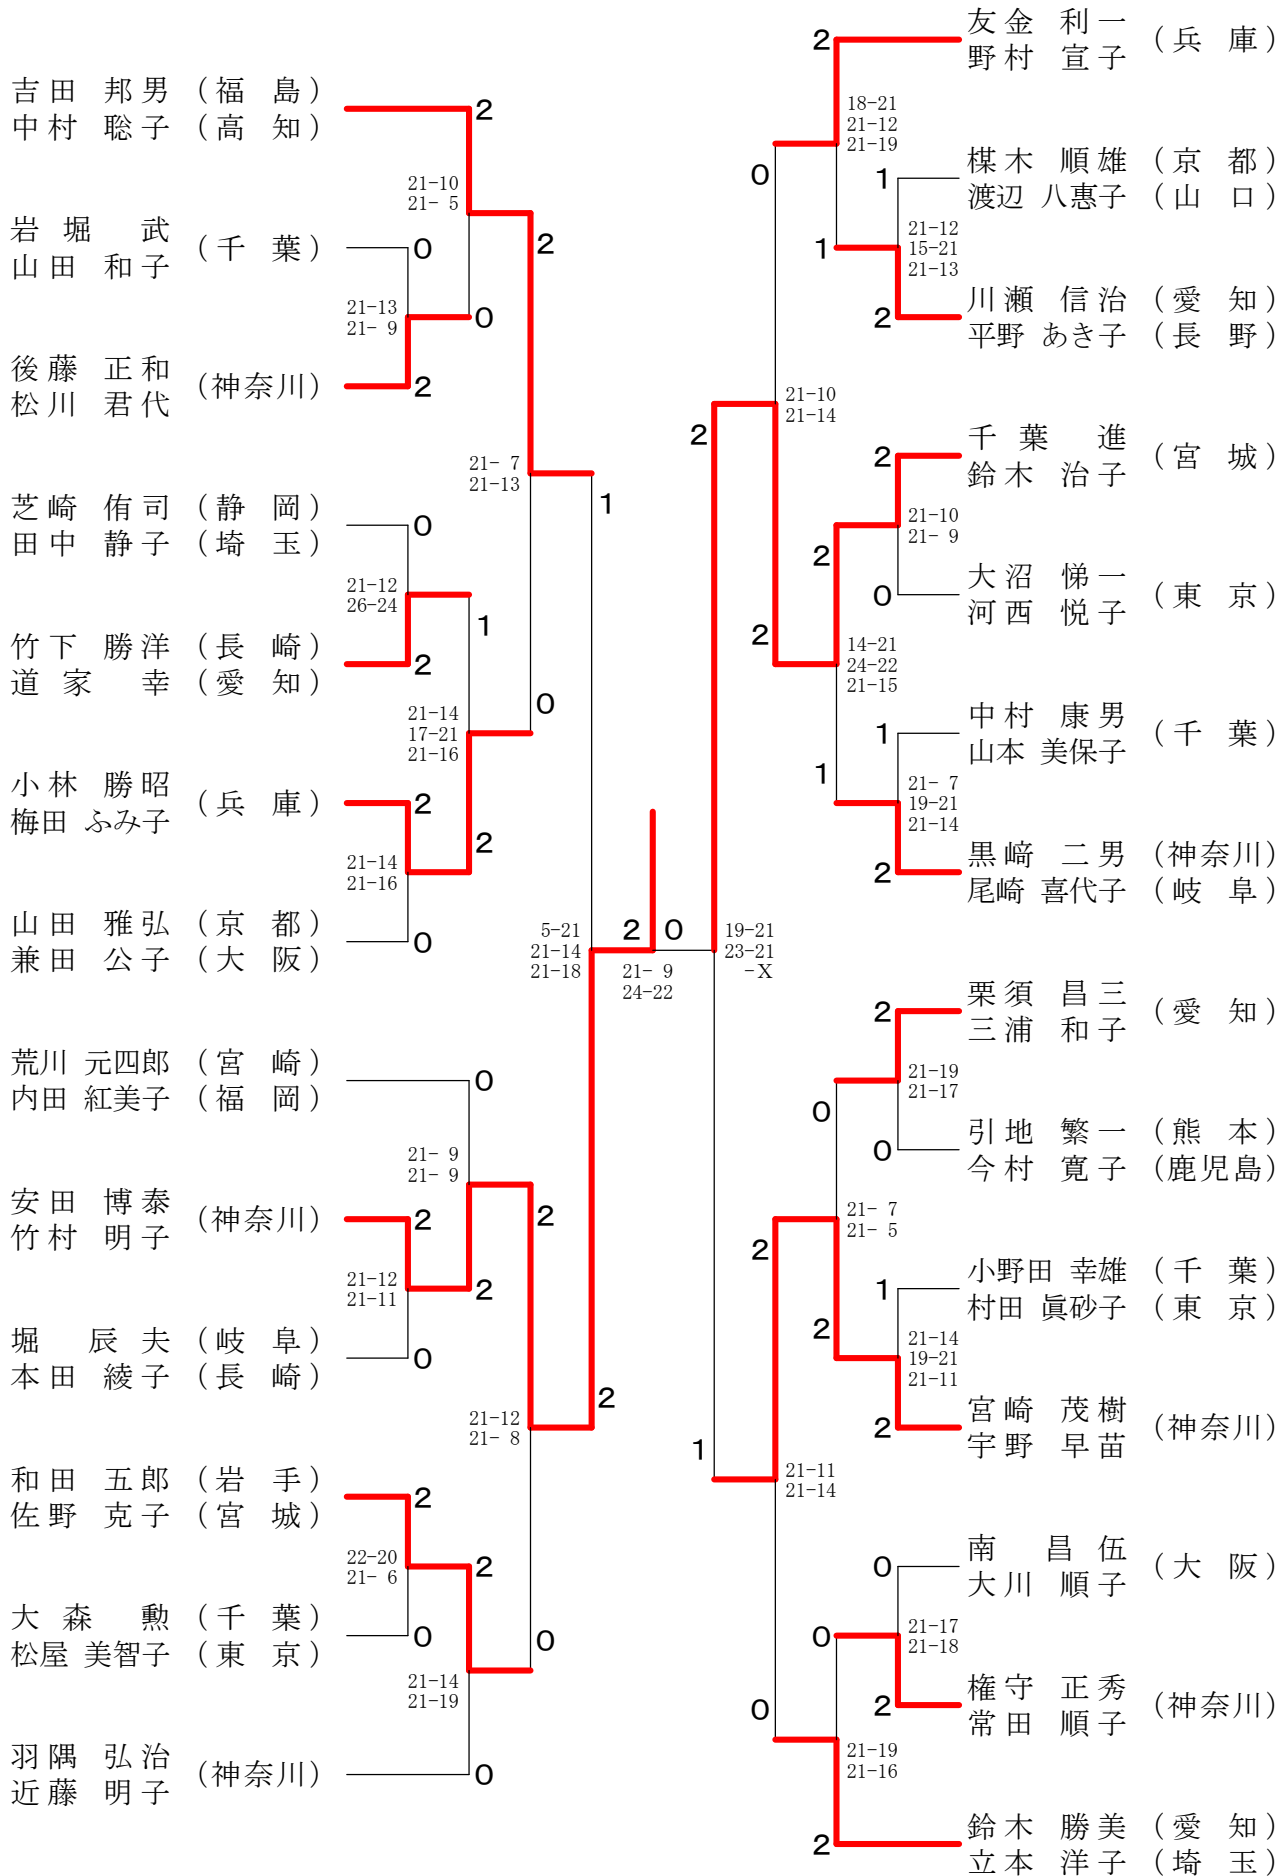 吉田 邦男 (福 島)
中村 聡子 (高 知)
2
21-10
21- 5
岩堀 武
山田 和子
(千 葉)
0
2
21-13
21- 9
0
後藤 正和
松川 君代
(神奈川)
2
21- 7
21-13
1
芝崎 侑司 (静 岡)
田中 静子 (埼 玉)
0
21-12
26-24
1
竹下 勝洋 (長 崎)
道家 幸 (愛 知)
2
0
21-14
17-21
21-16
小林 勝昭
梅田 ふみ子
(兵 庫)
2
2
21-14
21-16
山田 雅弘 (京 都)
兼田 公子 (大 阪)
0
5-21
21-14
21-18
2 0
21- 9
24-22
荒川 元四郎 (宮 崎)
内田 紅美子 (福 岡)
0
21- 9
21- 9
安田 博泰
竹村 明子
(神奈川)
2
2
21-12
21-11
2
堀 辰夫 (岐 阜)
本田 綾子 (長 崎)
0
2
21-12
21- 8
和田 五郎 (岩 手)
佐野 克子 (宮 城)
2
22-20
21- 6
2
大森 勲 (千 葉)
松屋 美智子 (東 京)
0
0
21-14
21-19
羽隅 弘治
近藤 明子
(神奈川)
0
2
友金 利一
野村 宣子
(兵 庫)
18-21
21-12
21-19
0
1
楳木 順雄 (京 都)
渡辺 八惠子 (山 口)
1
21-12
15-21
21-13
2
川瀬 信治 (愛 知)
平野 あき子 (長 野)
21-10
21-14
2
2
千葉 進
鈴木 治子
(宮 城)
21-10
21- 9
2
0
大沼 悌一
河西 悦子
(東 京)
2
14-21
24-22
21-15
1
中村 康男
山本 美保子
(千 葉)
1
21- 7
19-21
21-14
2
黒﨑 二男 (神奈川)
尾崎 喜代子 (岐 阜)
19-21
23-21
-X
2
栗須 昌三
三浦 和子
(愛 知)
21-19
21-17
0
0
引地 繁一 (熊 本)
今村 寛子 (鹿児島)
21- 7
21- 5
2
1
小野田 幸雄 (千 葉)
村田 眞砂子 (東 京)
2
21-14
19-21
21-11
2
宮崎 茂樹
宇野 早苗
(神奈川)
1
21-11
21-14
0
南 昌伍
大川 順子
(大 阪)
0
21-17
21-18
2
権守 正秀
常田 順子
(神奈川)
0
21-19
21-16
2
鈴木 勝美 (愛 知)
立本 洋子 (埼 玉)